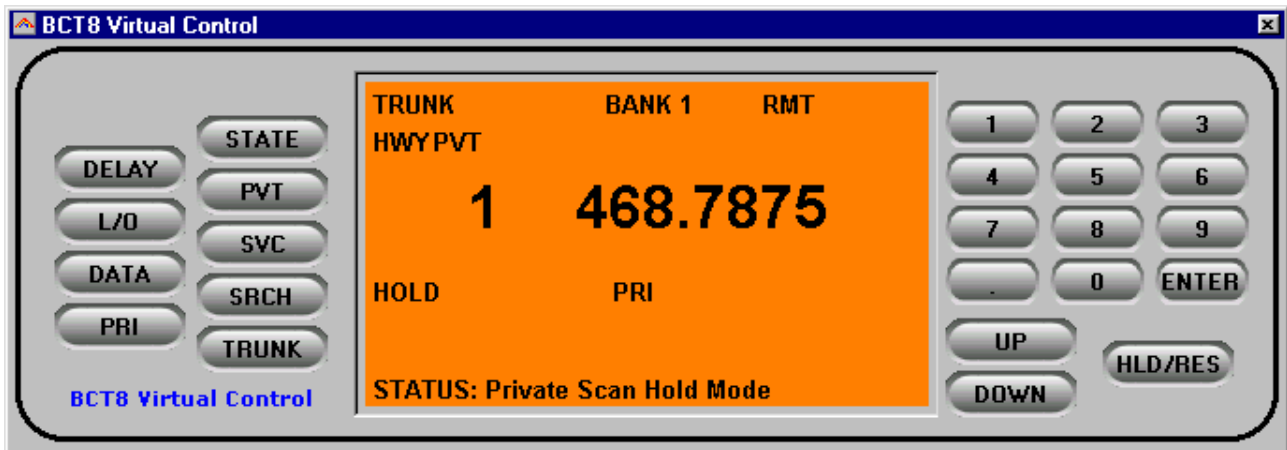 BCT8 Virtual Control
TRUNK BANK 1 RMT
HWY PVT
1 468.7875
HOLD PRI
STATUS: Private Scan Hold Mode
STATE
DELAY
PVT
L/O
SVC
DATA
SRCH
PRI
TRUNK
BCT8 Virtual Control
1 2 3
4 5 6
7 8 9
. 0 ENTER
UP
HLD/RES
DOWN